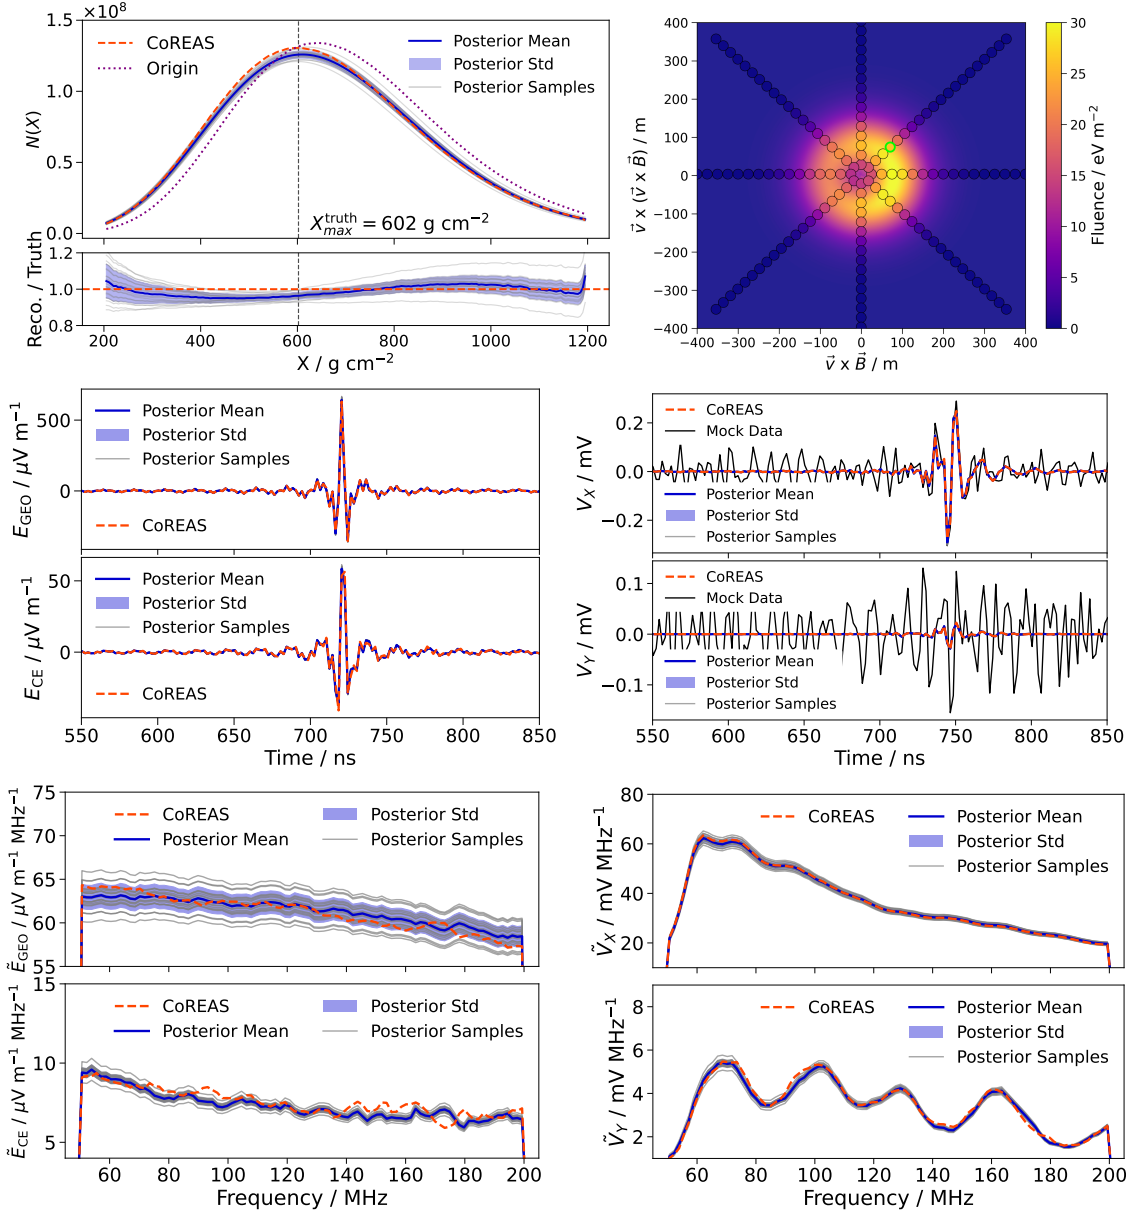 ×10⁸
1.5
1.0
0.5
0.0
N(X)
CoREAS
Origin
Posterior Mean
Posterior Std
Posterior Samples
X_max^truth = 602 g cm⁻²
1.2
1.0
0.8
Reco. / Truth
200 400 600 800 1000 1200
X / g cm⁻²
400
300
200
100
0
−100
−200
−300
−400
v⃗ x (v⃗ x B⃗) / m
−400 −300 −200 −100 0 100 200 300 400
v⃗ x B⃗ / m
30
25
20
15
10
5
0
Fluence / eV m⁻²
500
0
E_GEO / μV m⁻¹
Posterior Mean
Posterior Std
Posterior Samples
CoREAS
50
0
E_CE / μV m⁻¹
Posterior Mean
Posterior Std
Posterior Samples
CoREAS
550 600 650 700 750 800 850
Time / ns
0.2
0.0
−0.2
V_X / mV
CoREAS
Mock Data
Posterior Mean
Posterior Std
Posterior Samples
0.1
0.0
−0.1
V_Y / mV
CoREAS
Mock Data
Posterior Mean
Posterior Std
Posterior Samples
550 600 650 700 750 800 850
Time / ns
75
70
65
60
55
Ẽ_GEO / μV m⁻¹ MHz⁻¹
CoREAS
Posterior Mean
Posterior Std
Posterior Samples
15
10
5
Ẽ_CE / μV m⁻¹ MHz⁻¹
CoREAS
Posterior Mean
Posterior Std
Posterior Samples
60 80 100 120 140 160 180 200
Frequency / MHz
80
60
40
20
Ṽ_X / mV MHz⁻¹
CoREAS
Posterior Mean
Posterior Std
Posterior Samples
8
6
4
2
Ṽ_Y / mV MHz⁻¹
CoREAS
Posterior Mean
Posterior Std
Posterior Samples
60 80 100 120 140 160 180 200
Frequency / MHz